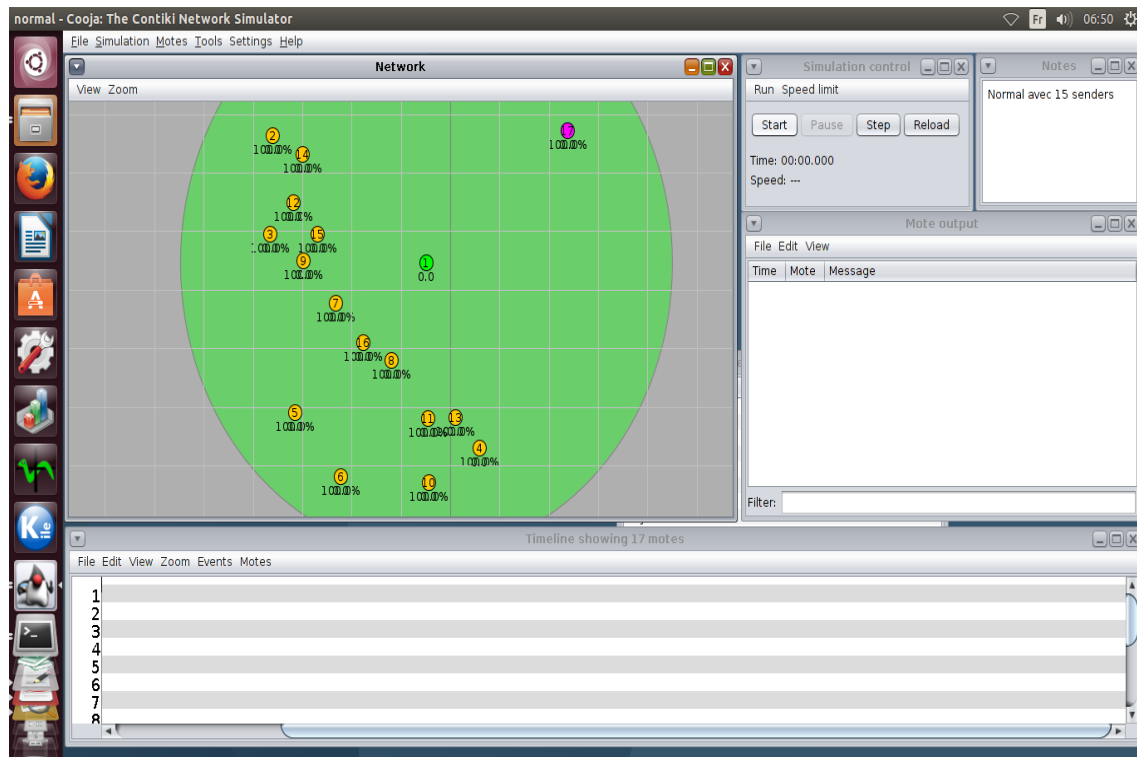 normal - Cooja: The Contiki Network Simulator
Fr
06:50
File Simulation Motes Tools Settings Help
Network
View Zoom
2
14
100.0%
12
3
15
9
1
0.0
7
16
8
5
11
13
4
6
10
17
Simulation control
Run Speed limit
Start Pause Step Reload
Time: 00:00.000
Speed: ---
Notes
Normal avec 15 senders
Mote output
File Edit View
Time Mote Message
Filter:
Timeline showing 17 motes
File Edit View Zoom Events Motes
1
2
3
4
5
6
7
8